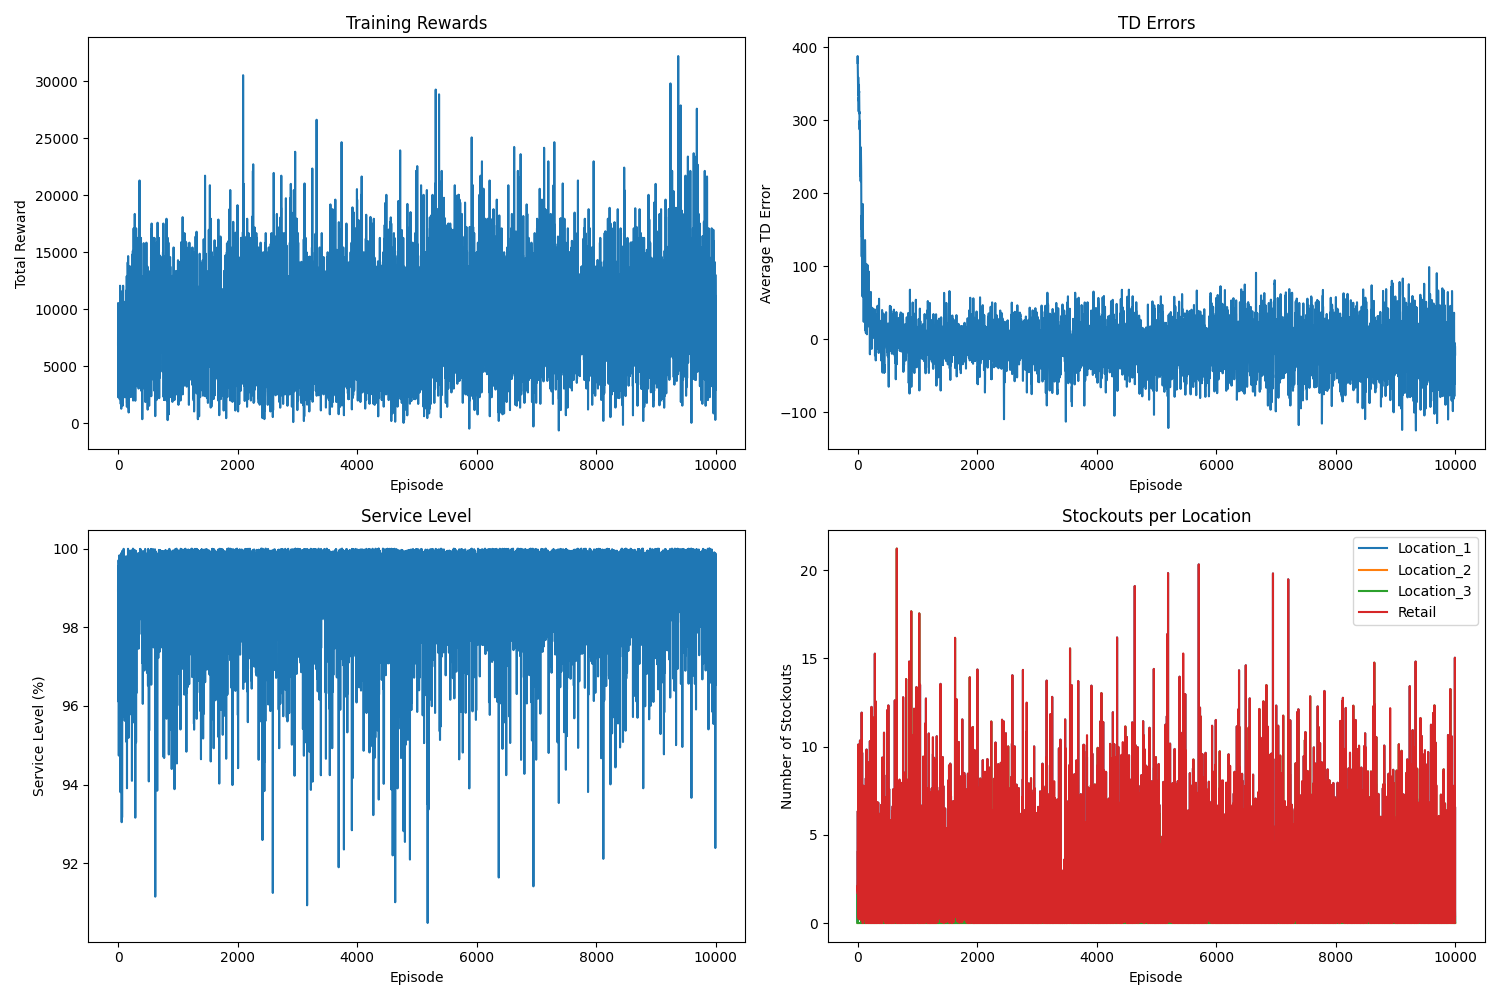 Training Rewards
Total Reward
30000
25000
20000
15000
10000
5000
0
0 2000 4000 6000 8000 10000
Episode
TD Errors
Average TD Error
400
300
200
100
0
−100
0 2000 4000 6000 8000 10000
Episode
Service Level
Service Level (%)
100
98
96
94
92
0 2000 4000 6000 8000 10000
Episode
Stockouts per Location
Number of Stockouts
20
15
10
5
0
Location_1
Location_2
Location_3
Retail
0 2000 4000 6000 8000 10000
Episode